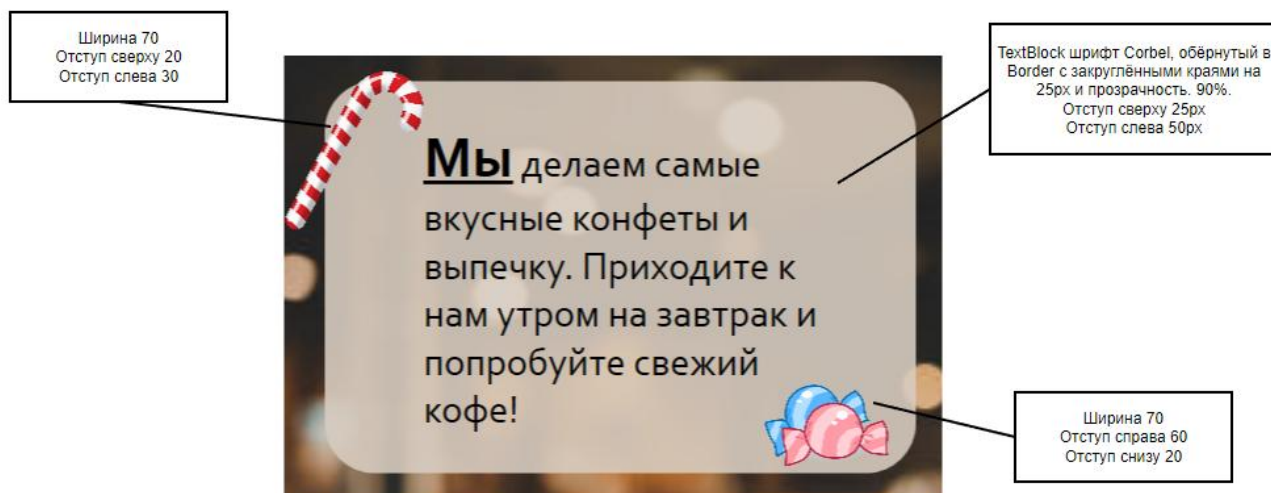 Ширина 70
Отступ сверху 20
Отступ слева 30
TextBlock шрифт Corbel, обёрнутый в
Border с закруглёнными краями на
25px и прозрачность. 90%.
Отступ сверху 25px
Отступ слева 50px
Мы делаем самые
вкусные конфеты и
выпечку. Приходите к
нам утром на завтрак и
попробуйте свежий
кофе!
Ширина 70
Отступ справа 60
Отступ снизу 20